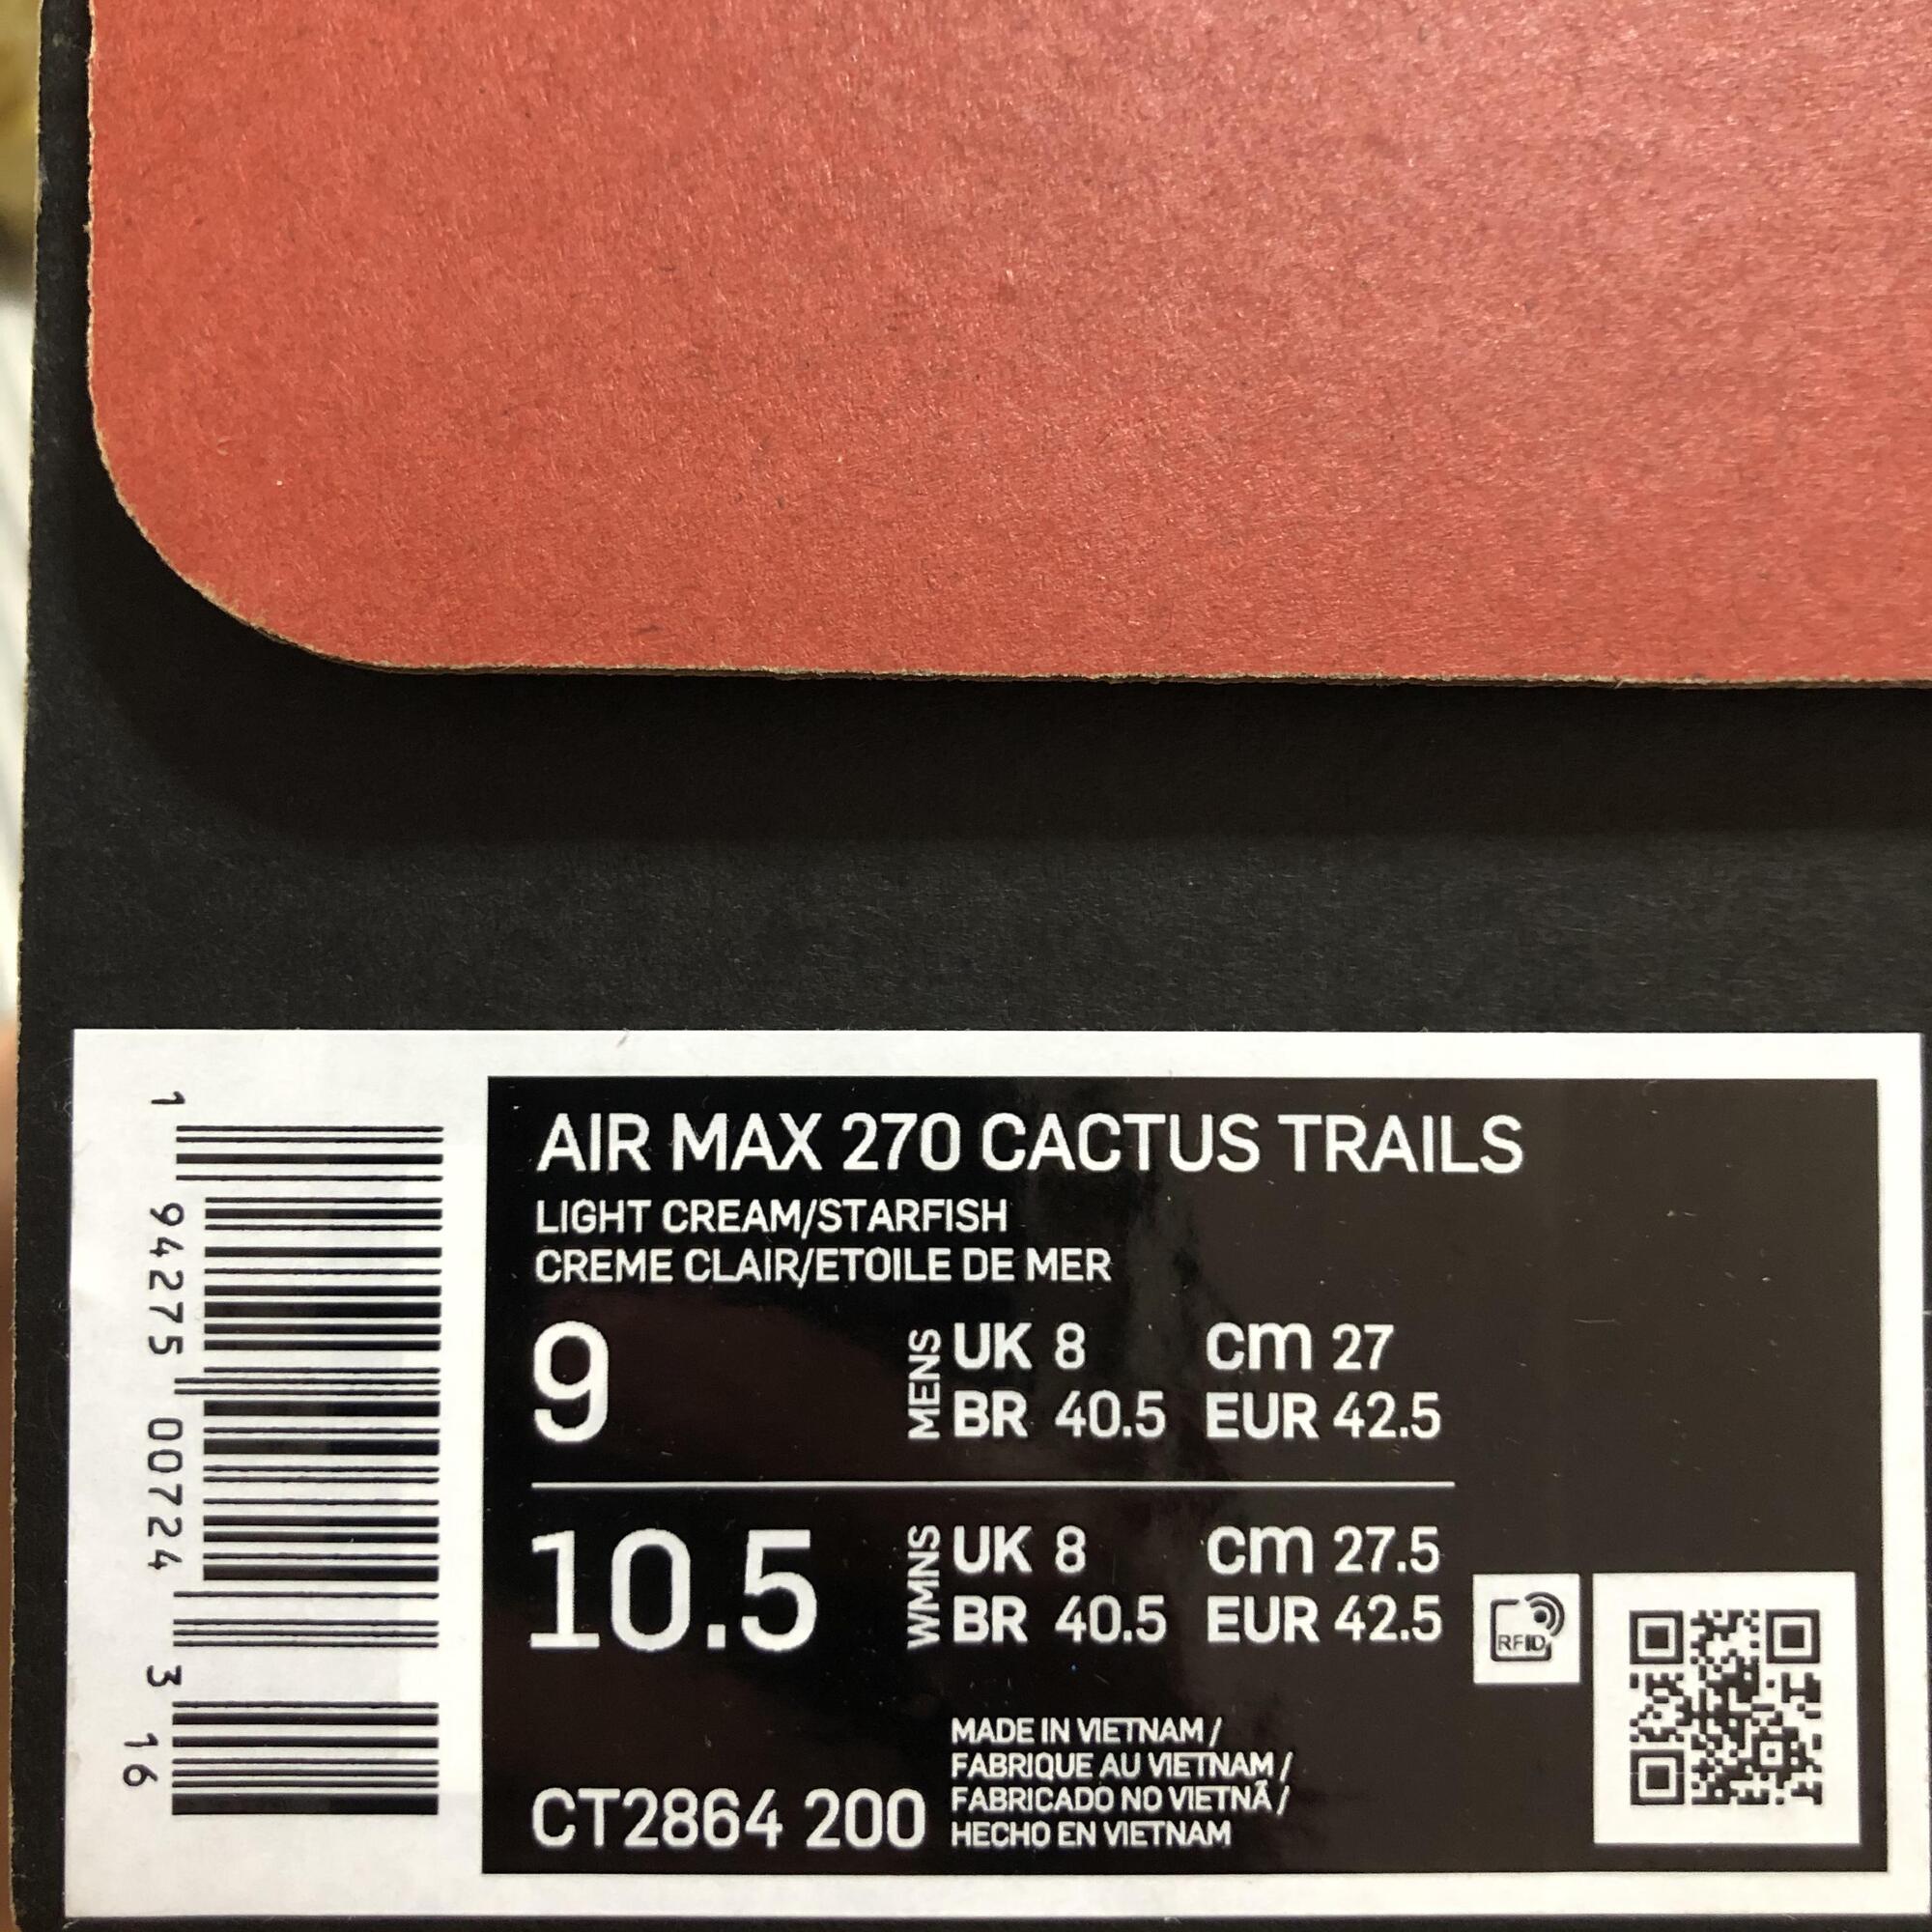 AIR MAX 270 CACTUS TRAILS
LIGHT CREAM/STARFISH
CREME CLAIR/ETOILE DE MER
9
MENS
UK 8 cm 27
BR 40.5 EUR 42.5
10.5
WMNS
UK 8 cm 27.5
BR 40.5 EUR 42.5
RFID
CT2864 200
MADE IN VIETNAM /
FABRIQUE AU VIETNAM /
FABRICADO NO VIETNÃ /
HECHO EN VIETNAM
1 94275 00724 3 16